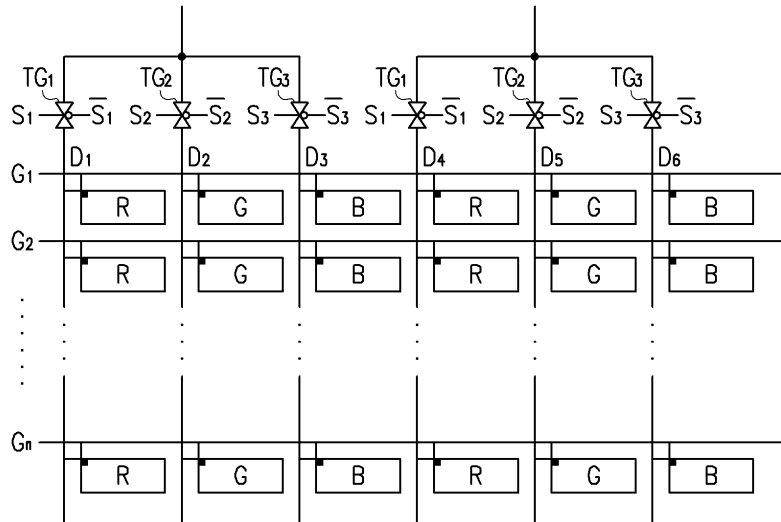 TG1 TG2 TG3 TG1 TG2 TG3
S1 S̅1 S2 S̅2 S3 S̅3 S1 S̅1 S2 S̅2 S3 S̅3
D1 D2 D3 D4 D5 D6
G1
R G B R G B
G2
R G B R G B
Gn
R G B R G B